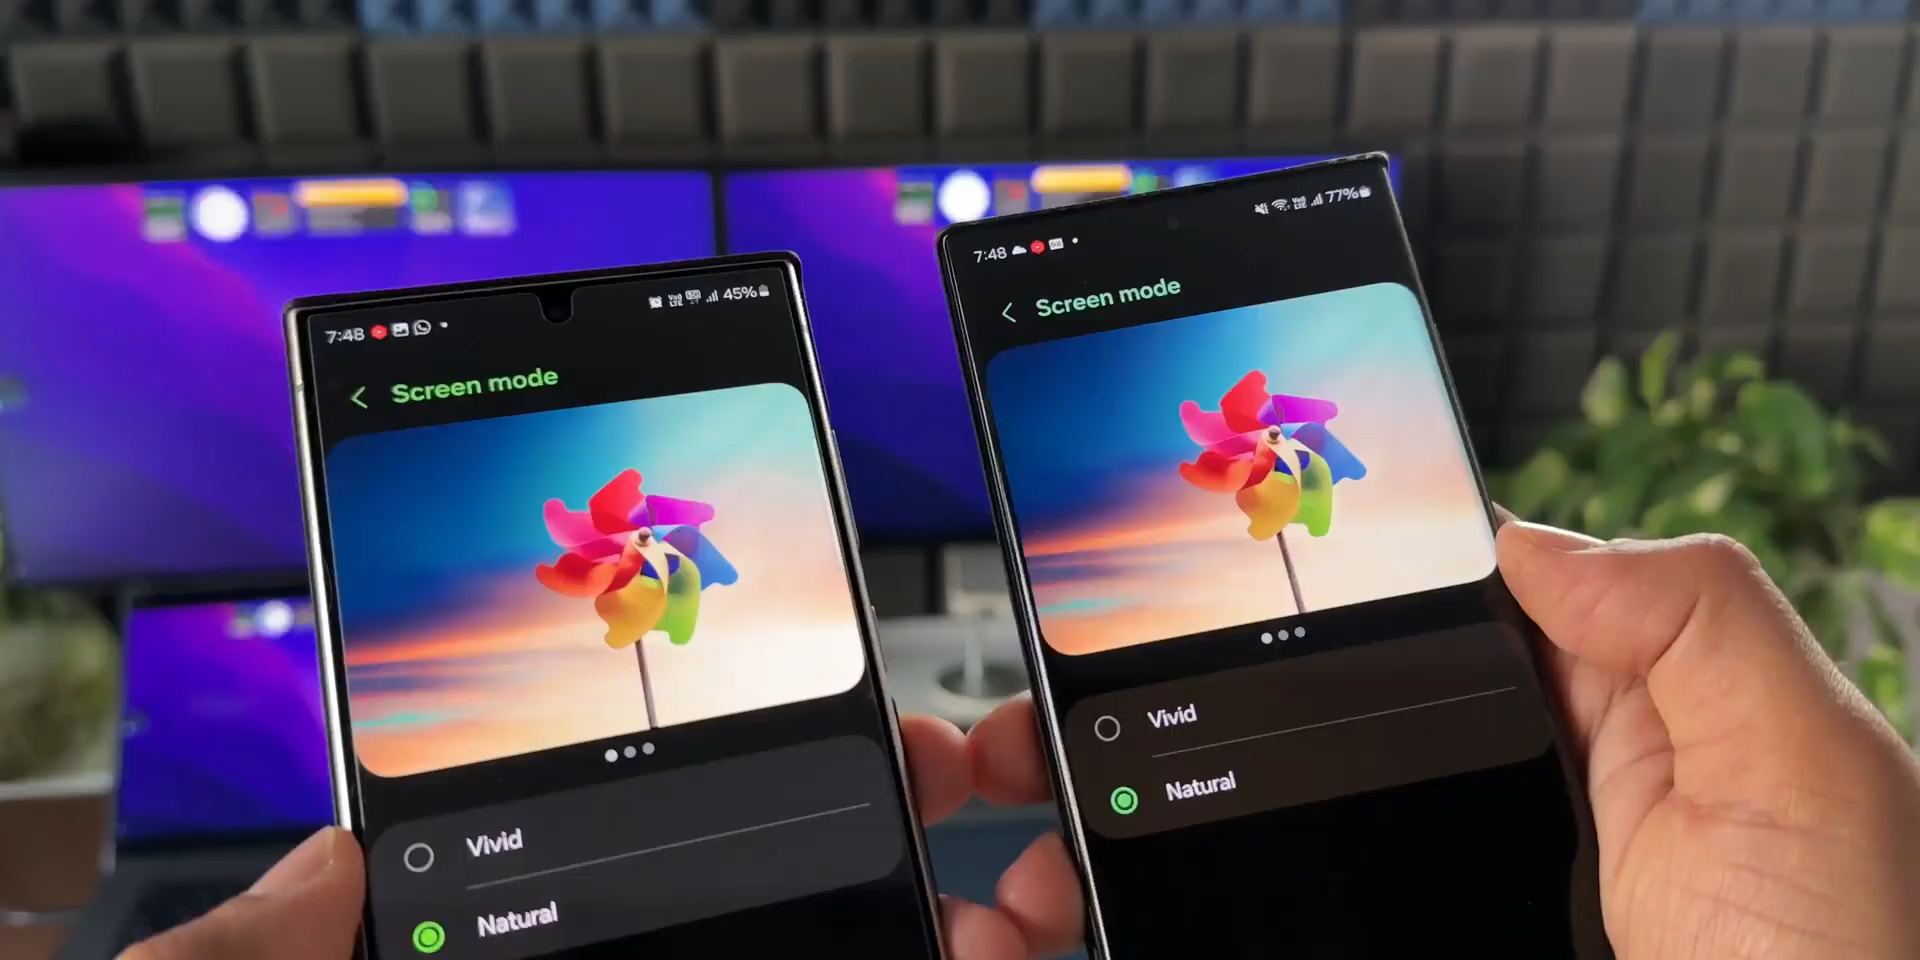 7:48
45%
Screen mode
Vivid
Natural
7:48
77%
Screen mode
Vivid
Natural